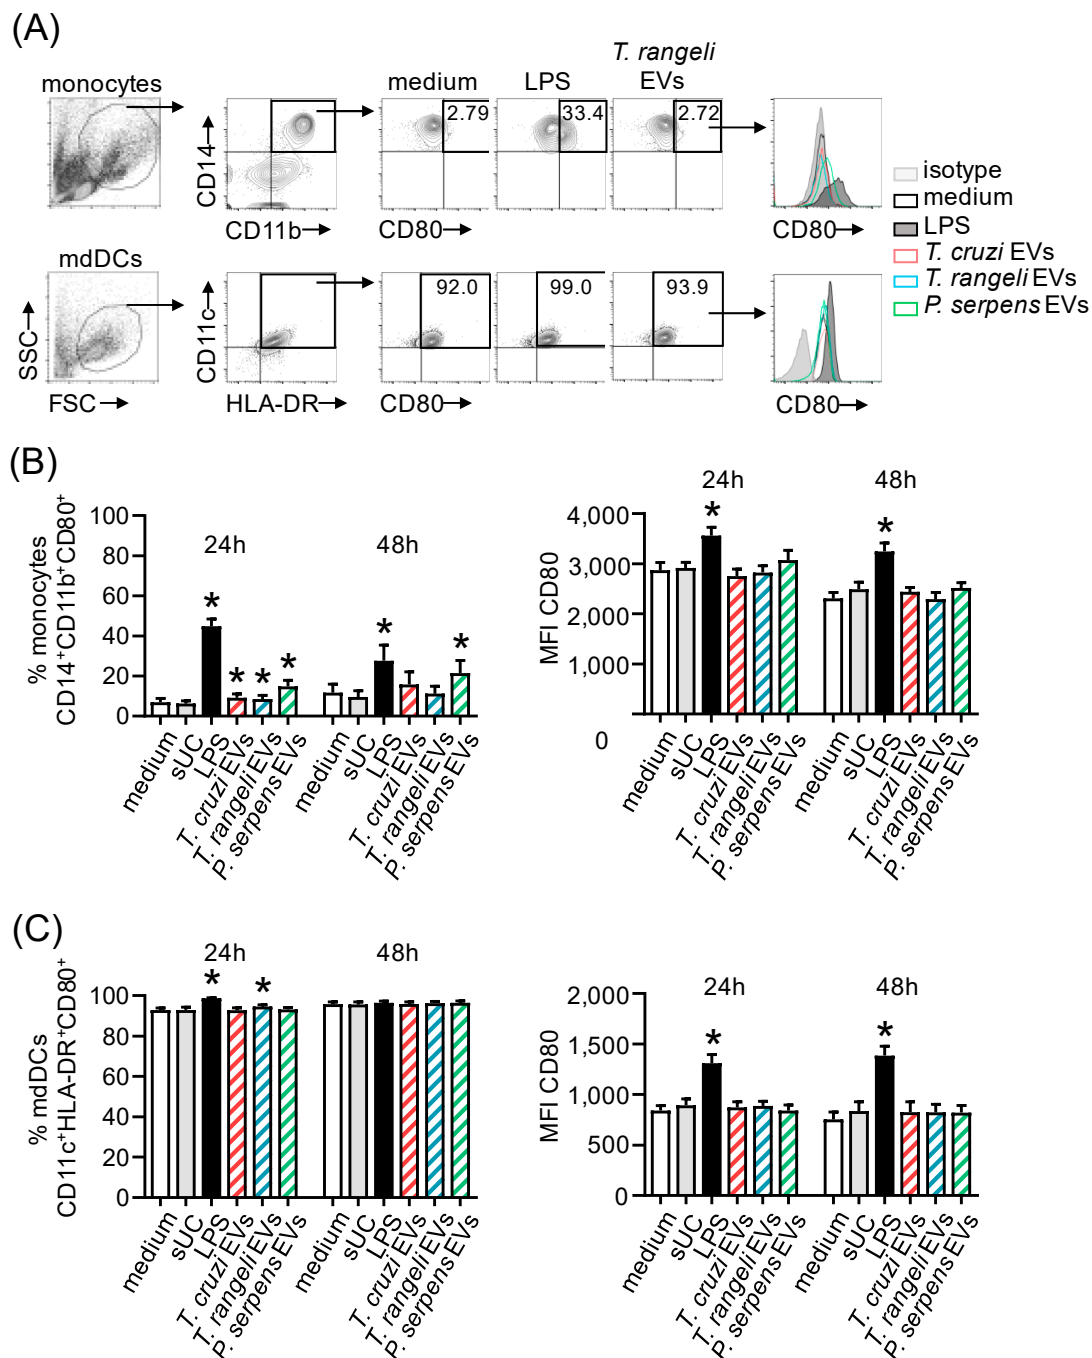 (A)
T. rangeli
monocytes
medium
LPS
EVs
2.79
33.4
2.72
CD14
isotype
medium
LPS
T. cruzi EVs
T. rangeli EVs
P. serpens EVs
CD11b
CD80
CD80
mdDCs
92.0
99.0
93.9
SSC
CD11c
FSC
HLA-DR
CD80
CD80
(B)
% monocytes
CD14+CD11b+CD80+
100
80
60
40
20
0
24h
48h
*
*
*
*
*
*
medium
sUC
LPS
T. cruzi EVs
T. rangeli EVs
P. serpens EVs
medium
sUC
LPS
T. cruzi EVs
T. rangeli EVs
P. serpens EVs
MFI CD80
4,000
3,000
2,000
1,000
0
24h
48h
*
*
medium
sUC
LPS
T. cruzi EVs
T. rangeli EVs
P. serpens EVs
medium
sUC
LPS
T. cruzi EVs
T. rangeli EVs
P. serpens EVs
(C)
% mdDCs
CD11c+HLA-DR+CD80+
100
80
60
40
20
0
24h
48h
*
*
medium
sUC
LPS
T. cruzi EVs
T. rangeli EVs
P. serpens EVs
medium
sUC
LPS
T. cruzi EVs
T. rangeli EVs
P. serpens EVs
MFI CD80
2,000
1,500
1,000
500
0
24h
48h
*
*
medium
sUC
LPS
T. cruzi EVs
T. rangeli EVs
P. serpens EVs
medium
sUC
LPS
T. cruzi EVs
T. rangeli EVs
P. serpens EVs